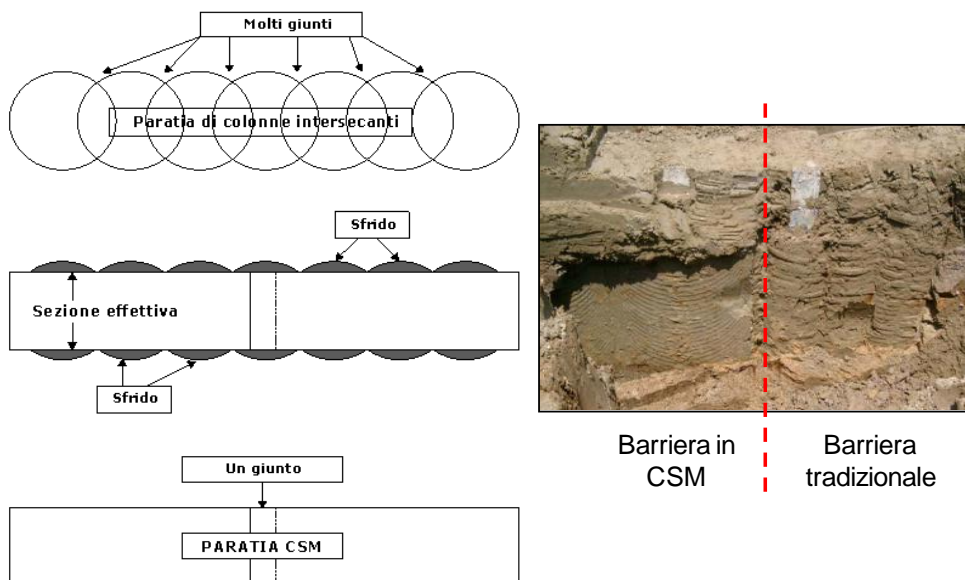 Molti giunti
Paratia di colonne intersecanti
Sfrido
Sezione effettiva
Sfrido
Un giunto
PARATIA CSM
Barriera in
CSM
Barriera
tradizionale